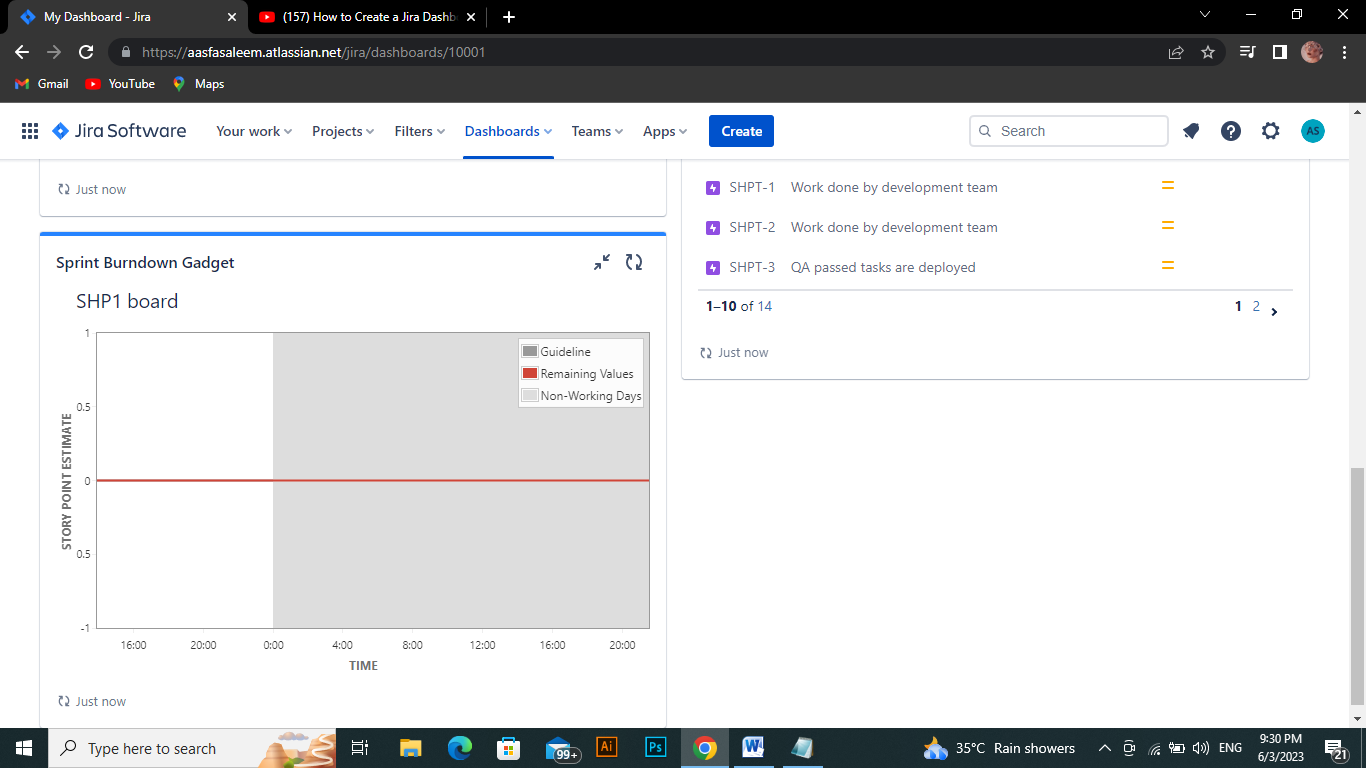 My Dashboard - Jira
(157) How to Create a Jira Dashb
https://aasfasaleem.atlassian.net/jira/dashboards/10001
Gmail
YouTube
Maps
Jira Software
Your work
Projects
Filters
Dashboards
Teams
Apps
Create
Search
AS
Just now
Sprint Burndown Gadget
SHP1 board
1
0.5
0
0.5
-1
STORY POINT ESTIMATE
Guideline
Remaining Values
Non-Working Days
16:00 20:00 0:00 4:00 8:00 12:00 16:00 20:00
TIME
Just now
SHPT-1 Work done by development team
SHPT-2 Work done by development team
SHPT-3 QA passed tasks are deployed
1–10 of 14
1 2
Just now
Type here to search
99+
Ai
Ps
W
35°C Rain showers
ENG
9:30 PM
6/3/2023
21